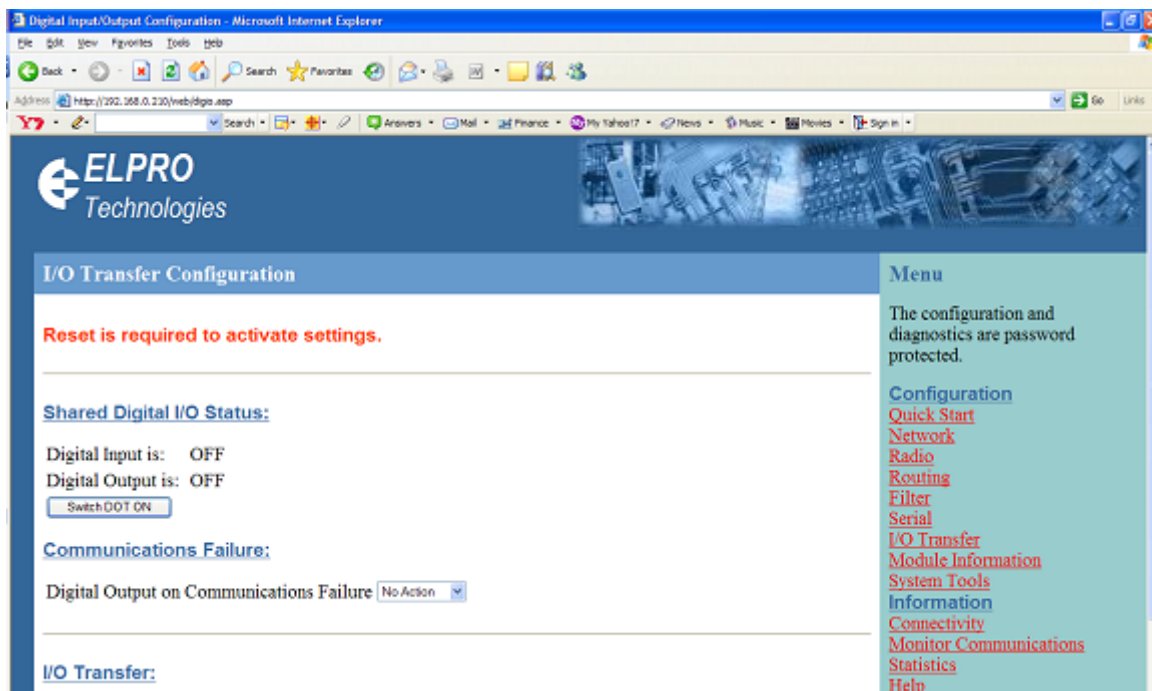 Digital Input/Output Configuration - Microsoft Internet Explorer
File Edit View Favorites Tools Help
Back Search Favorites
Address http://192.168.0.210/web/digio.asp Go Links
Search Answers Mail Finance My Yahoo! News Music Movies Sign in
ELPRO
Technologies
I/O Transfer Configuration
Reset is required to activate settings.
Shared Digital I/O Status:
Digital Input is: OFF
Digital Output is: OFF
Switch DOT ON
Communications Failure:
Digital Output on Communications Failure No Action
I/O Transfer:
Menu
The configuration and
diagnostics are password
protected.
Configuration
Quick Start
Network
Radio
Routing
Filter
Serial
I/O Transfer
Module Information
System Tools
Information
Connectivity
Monitor Communications
Statistics
Help